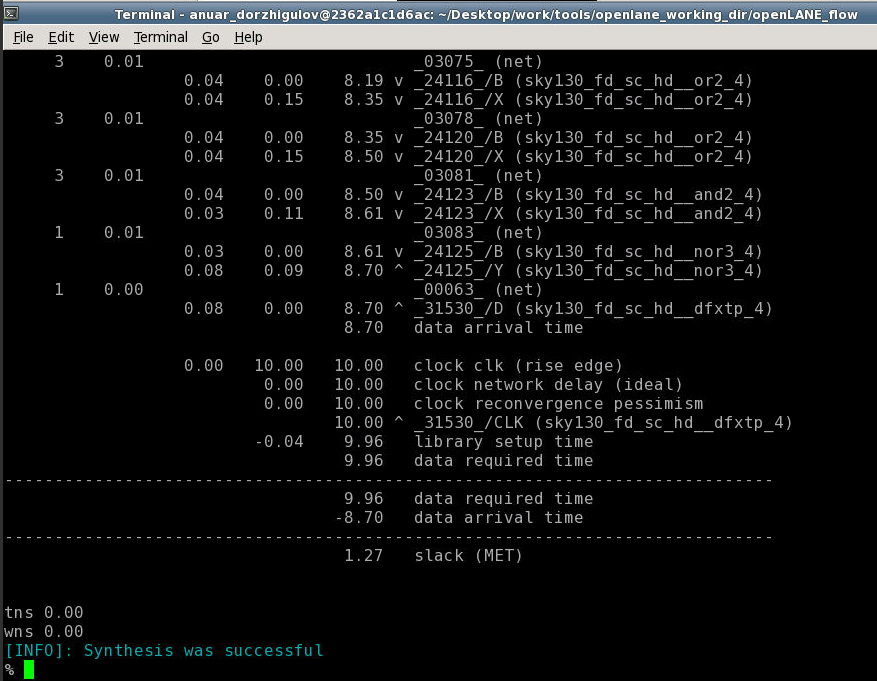 Terminal - anuar_dorzhigulov@2362a1c1d6ac: ~/Desktop/work/tools/openlane_working_dir/openLANE_flow
File Edit View Terminal Go Help
3 0.01 _03075_ (net)
0.04 0.00 8.19 v _24116_/B (sky130_fd_sc_hd__or2_4)
0.04 0.15 8.35 v _24116_/X (sky130_fd_sc_hd__or2_4)
3 0.01 _03078_ (net)
0.04 0.00 8.35 v _24120_/B (sky130_fd_sc_hd__or2_4)
0.04 0.15 8.50 v _24120_/X (sky130_fd_sc_hd__or2_4)
3 0.01 _03081_ (net)
0.04 0.00 8.50 v _24123_/B (sky130_fd_sc_hd__and2_4)
0.03 0.11 8.61 v _24123_/X (sky130_fd_sc_hd__and2_4)
1 0.01 _03083_ (net)
0.03 0.00 8.61 v _24125_/B (sky130_fd_sc_hd__nor3_4)
0.08 0.09 8.70 ^ _24125_/Y (sky130_fd_sc_hd__nor3_4)
1 0.00 _00063_ (net)
0.08 0.00 8.70 ^ _31530_/D (sky130_fd_sc_hd__dfxtp_4)
8.70 data arrival time
0.00 10.00 10.00 clock clk (rise edge)
0.00 10.00 clock network delay (ideal)
0.00 10.00 clock reconvergence pessimism
10.00 ^ _31530_/CLK (sky130_fd_sc_hd__dfxtp_4)
-0.04 9.96 library setup time
9.96 data required time
-----------------------------------------------------------------------------
9.96 data required time
-8.70 data arrival time
-----------------------------------------------------------------------------
1.27 slack (MET)
tns 0.00
wns 0.00
[INFO]: Synthesis was successful
%